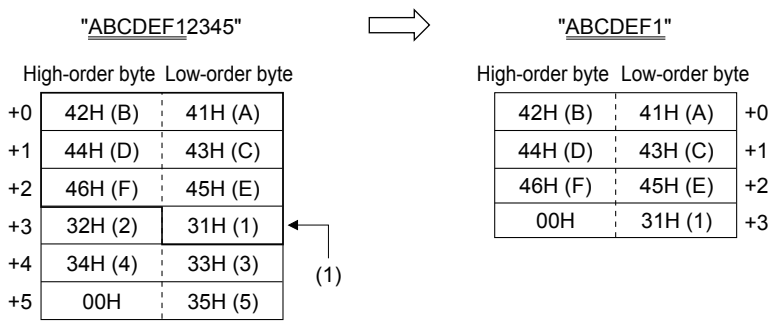 "ABCDEF12345" "ABCDEF1"
High-order byte Low-order byte High-order byte Low-order byte
+0 42H (B) 41H (A) 42H (B) 41H (A) +0
+1 44H (D) 43H (C) 44H (D) 43H (C) +1
+2 46H (F) 45H (E) 46H (F) 45H (E) +2
+3 32H (2) 31H (1) 00H 31H (1) +3
+4 34H (4) 33H (3) (1)
+5 00H 35H (5)